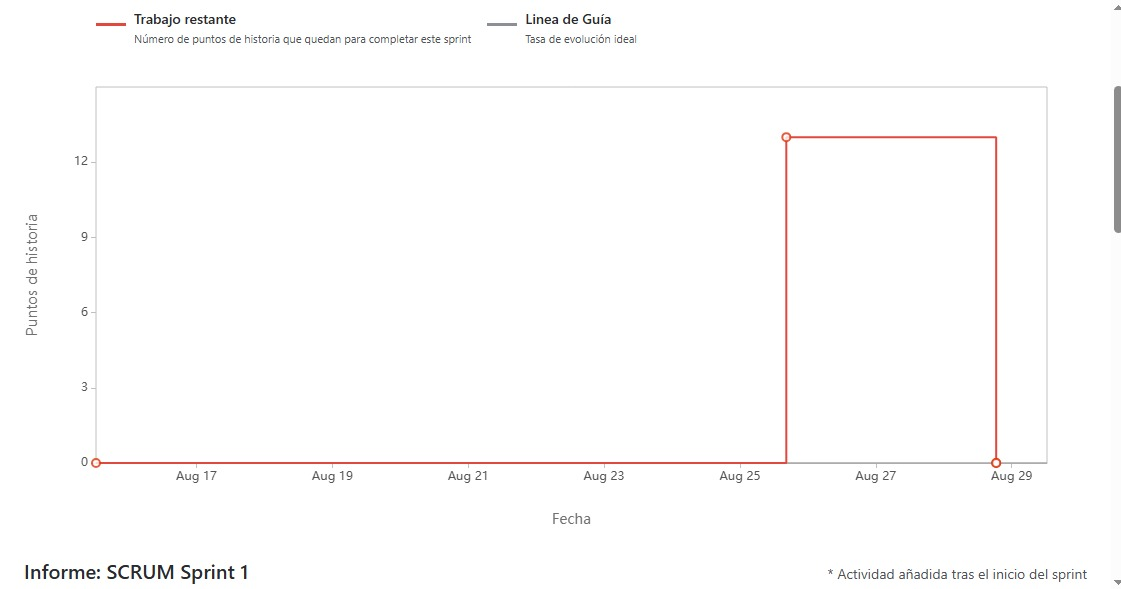 Trabajo restante
Número de puntos de historia que quedan para completar este sprint
Linea de Guía
Tasa de evolución ideal
Puntos de historia
12
9
6
3
0
Aug 17 Aug 19 Aug 21 Aug 23 Aug 25 Aug 27 Aug 29
Fecha
Informe: SCRUM Sprint 1
* Actividad añadida tras el inicio del sprint